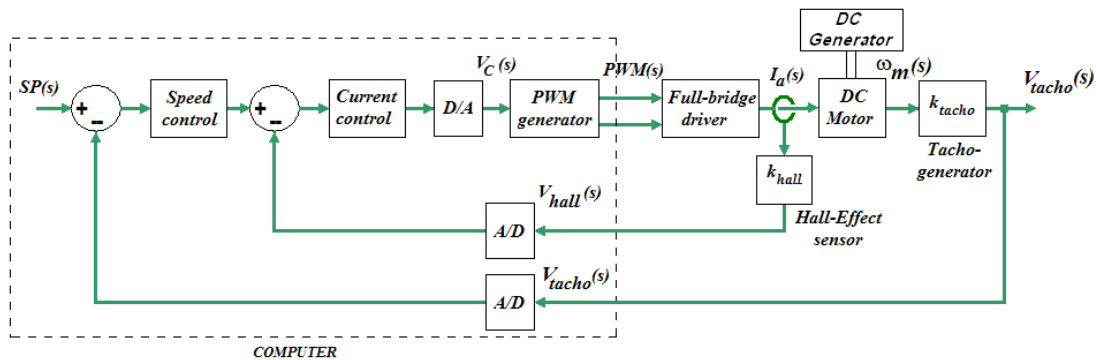 DC
Generator
SP(s)
+
-
Speed
control
+
-
Current
control
D/A
V_C(s)
PWM
generator
PWM(s)
Full-bridge
driver
I_a(s)
DC
Motor
ω_m(s)
k_tacho
Tacho-
generator
V_tacho(s)
k_hall
Hall-Effect
sensor
V_hall(s)
A/D
V_tacho(s)
A/D
COMPUTER